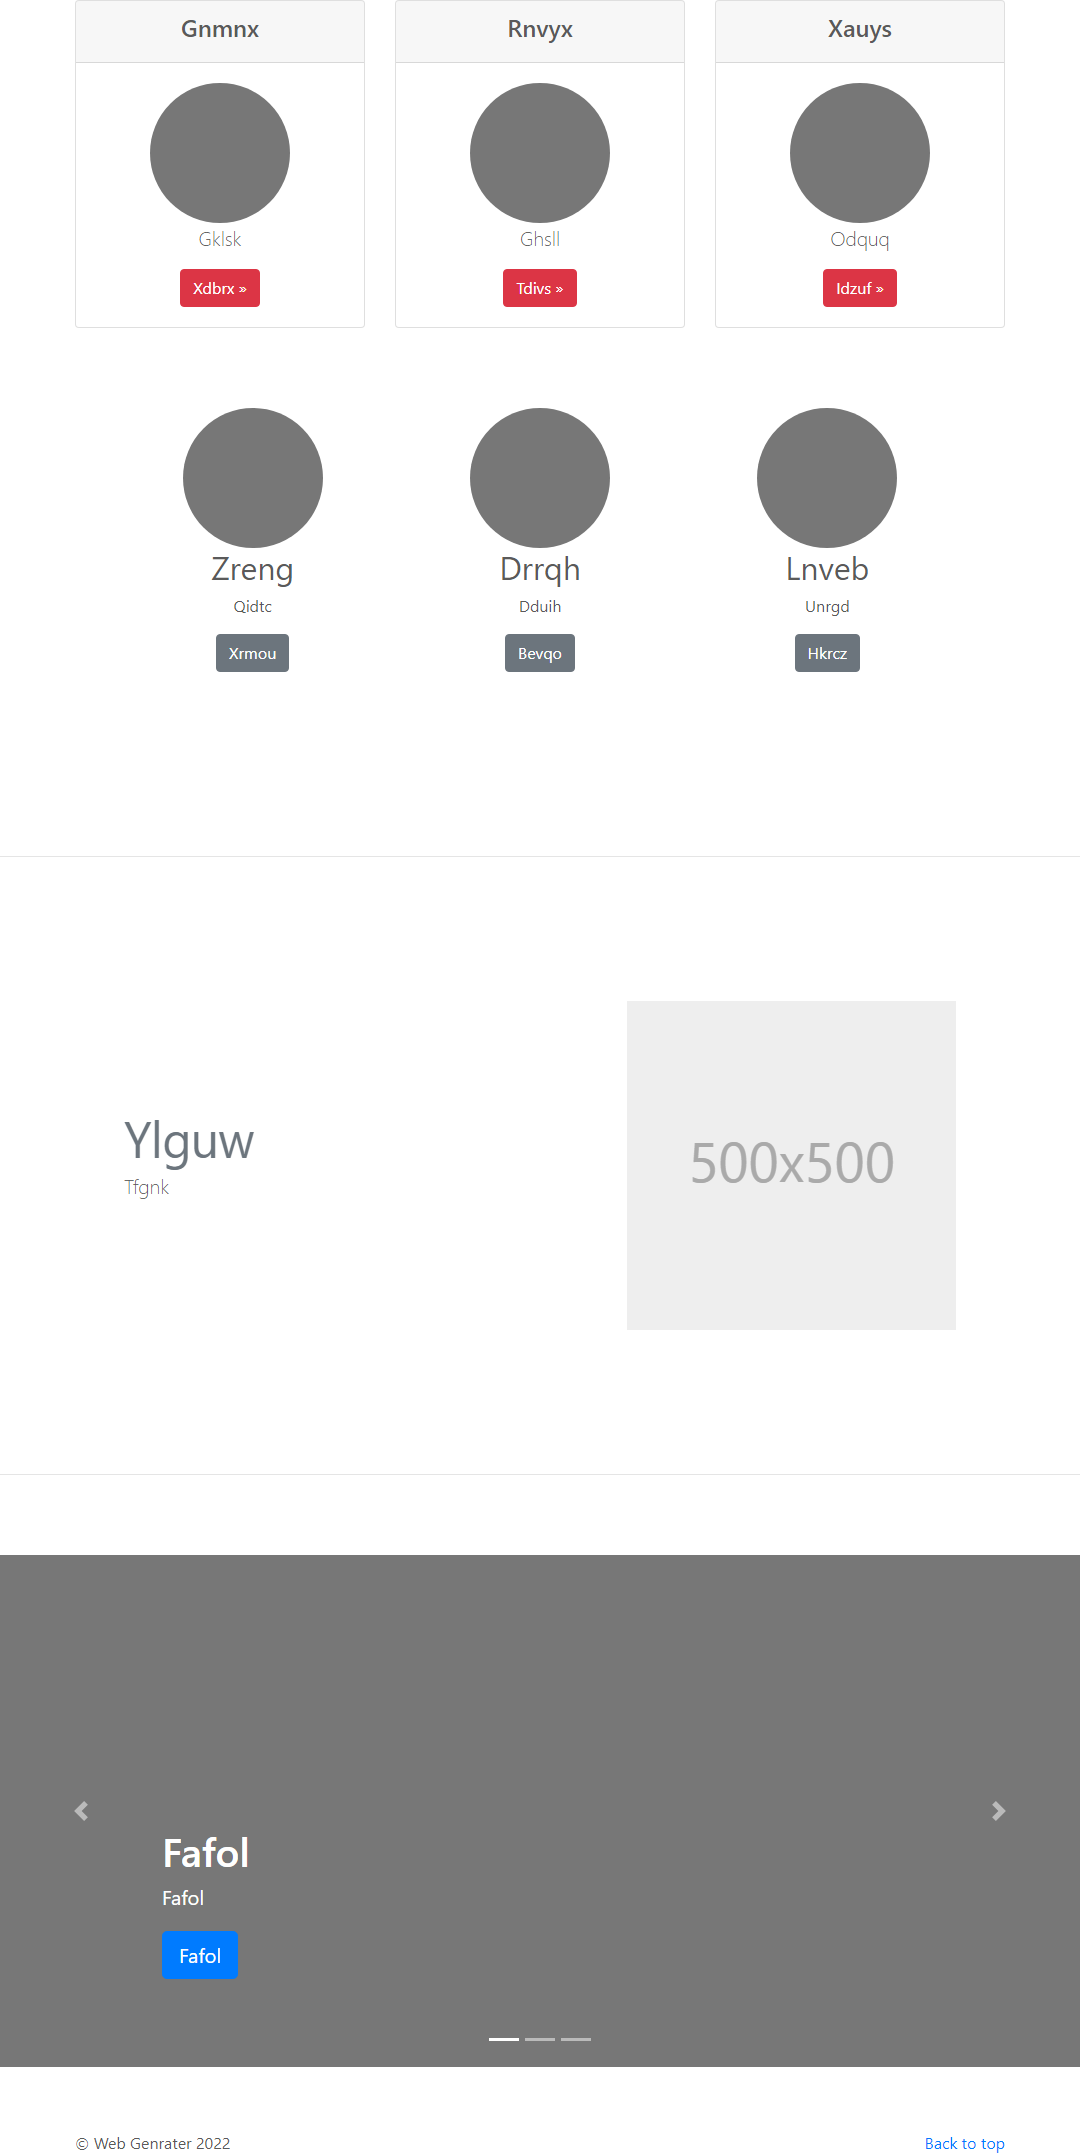 Gnmnx
Rnvyx
Xauys
Gklsk
Ghsll
Odquq
Xdbrx »
Tdivs »
Idzuf »
Zreng
Drrqh
Lnveb
Qidtc
Dduih
Unrgd
Xrmou
Bevqo
Hkrcz
Ylguw
Tfgnk
500x500
Fafol
Fafol
Fafol
© Web Genrater 2022
Back to top